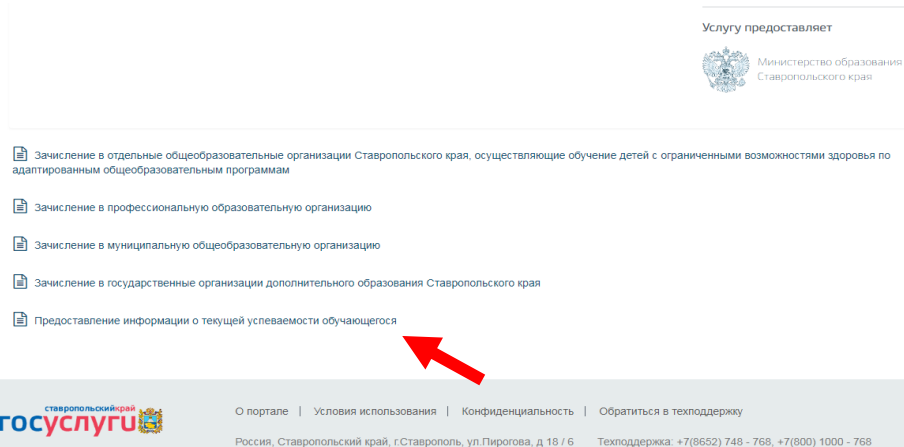 Услугу предоставляет
Министерство образования
Ставропольского края
Зачисление в отдельные общеобразовательные организации Ставропольского края, осуществляющие обучение детей с ограниченными возможностями здоровья по
адаптированным общеобразовательным программам
Зачисление в профессиональную образовательную организацию
Зачисление в муниципальную общеобразовательную организацию
Зачисление в государственные организации дополнительного образования Ставропольского края
Предоставление информации о текущей успеваемости обучающегося
ставропольскийкрай
госуслуги
О портале | Условия использования | Конфиденциальность | Обратиться в техподдержку
Россия, Ставропольский край, г.Ставрополь, ул.Пирогова, д 18 / 6 Техподдержка: +7(8652) 748 - 768, +7(800) 1000 - 768